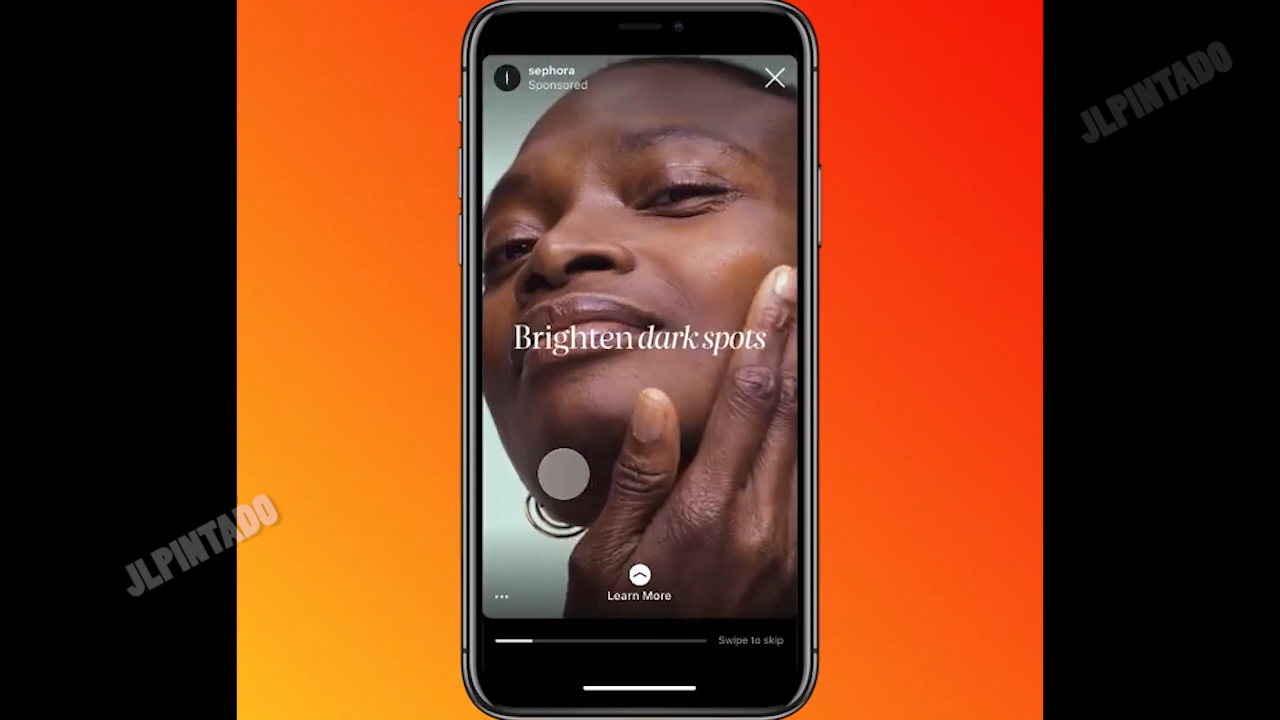 sephora
Sponsored
JLPINTADO
Brighten dark spots
JLPINTADO
Learn More
Swipe to skip